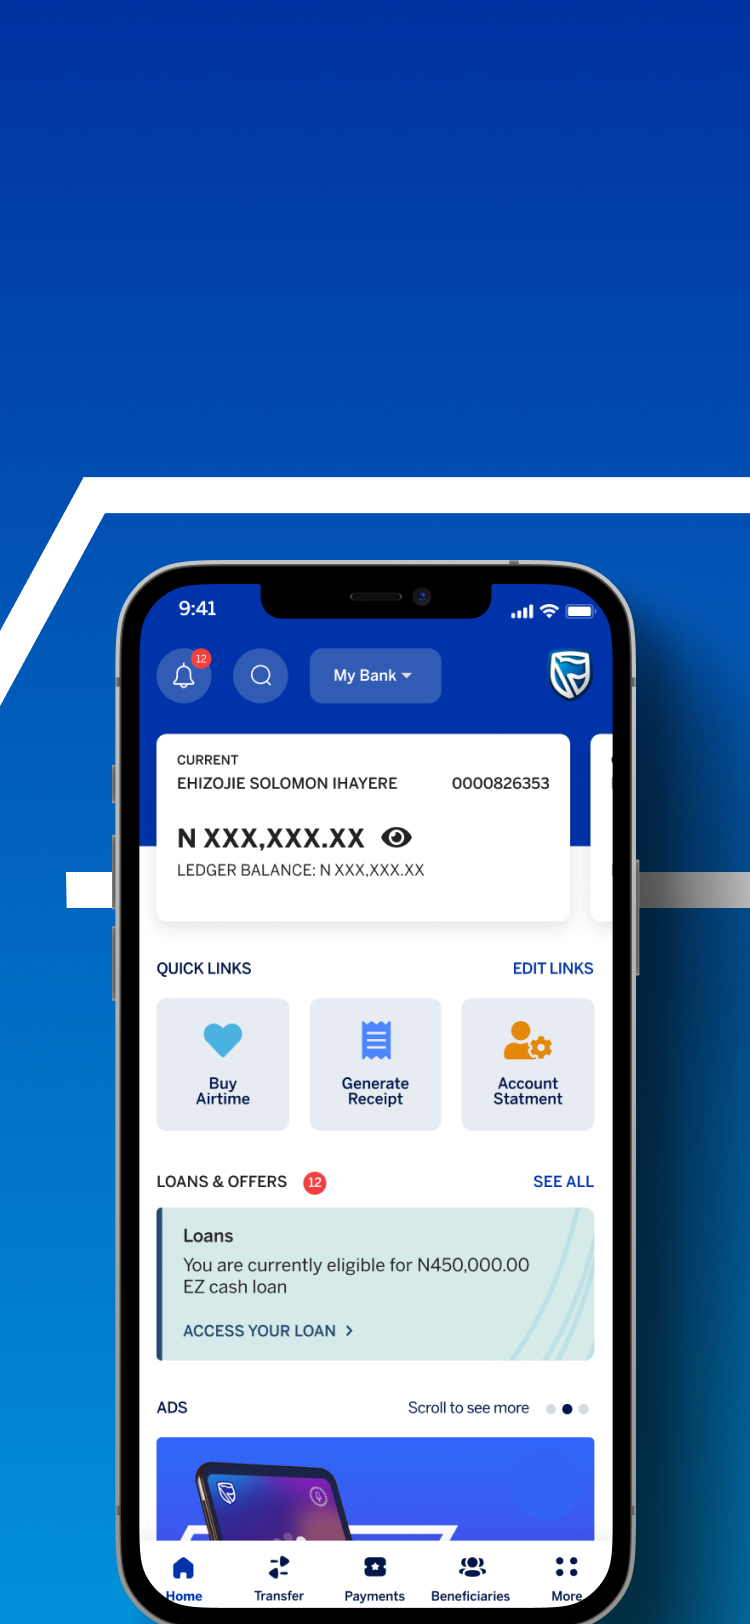 9:41
12
My Bank
CURRENT
EHIZOJIE SOLOMON IHAYERE 0000826353
N XXX,XXX.XX
LEDGER BALANCE: N XXX,XXX.XX
QUICK LINKS EDIT LINKS
Buy
Airtime
Generate
Receipt
Account
Statment
LOANS & OFFERS 12 SEE ALL
Loans
You are currently eligible for N450,000.00
EZ cash loan
ACCESS YOUR LOAN
ADS Scroll to see more
Home Transfer Payments Beneficiaries More